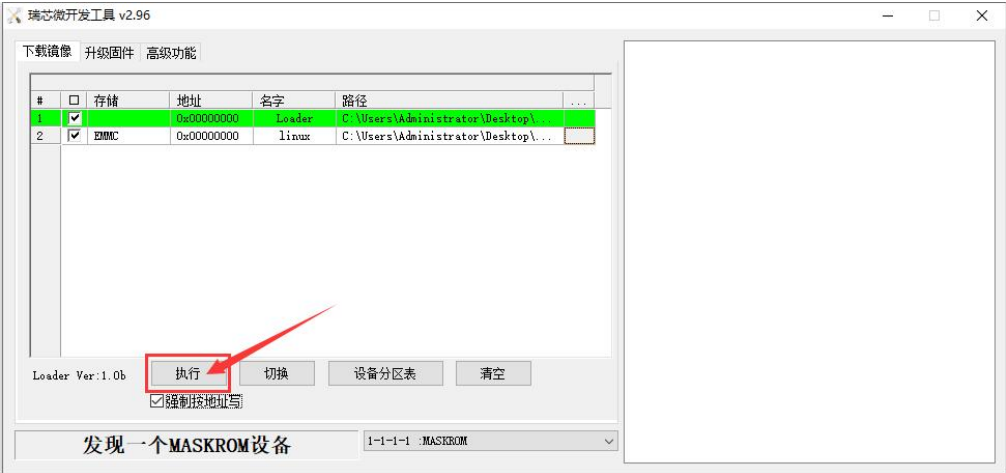 瑞芯微开发工具 v2.96
下载镜像 升级固件 高级功能
# 存储 地址 名字 路径 ...
1 0x00000000 Loader C:\Users\Administrator\Desktop\...
2 EMMC 0x00000000 linux C:\Users\Administrator\Desktop\...
Loader Ver:1.0b 执行 切换 设备分区表 清空
强制按地址写
发现一个MASKROM设备 1-1-1-1 :MASKROM